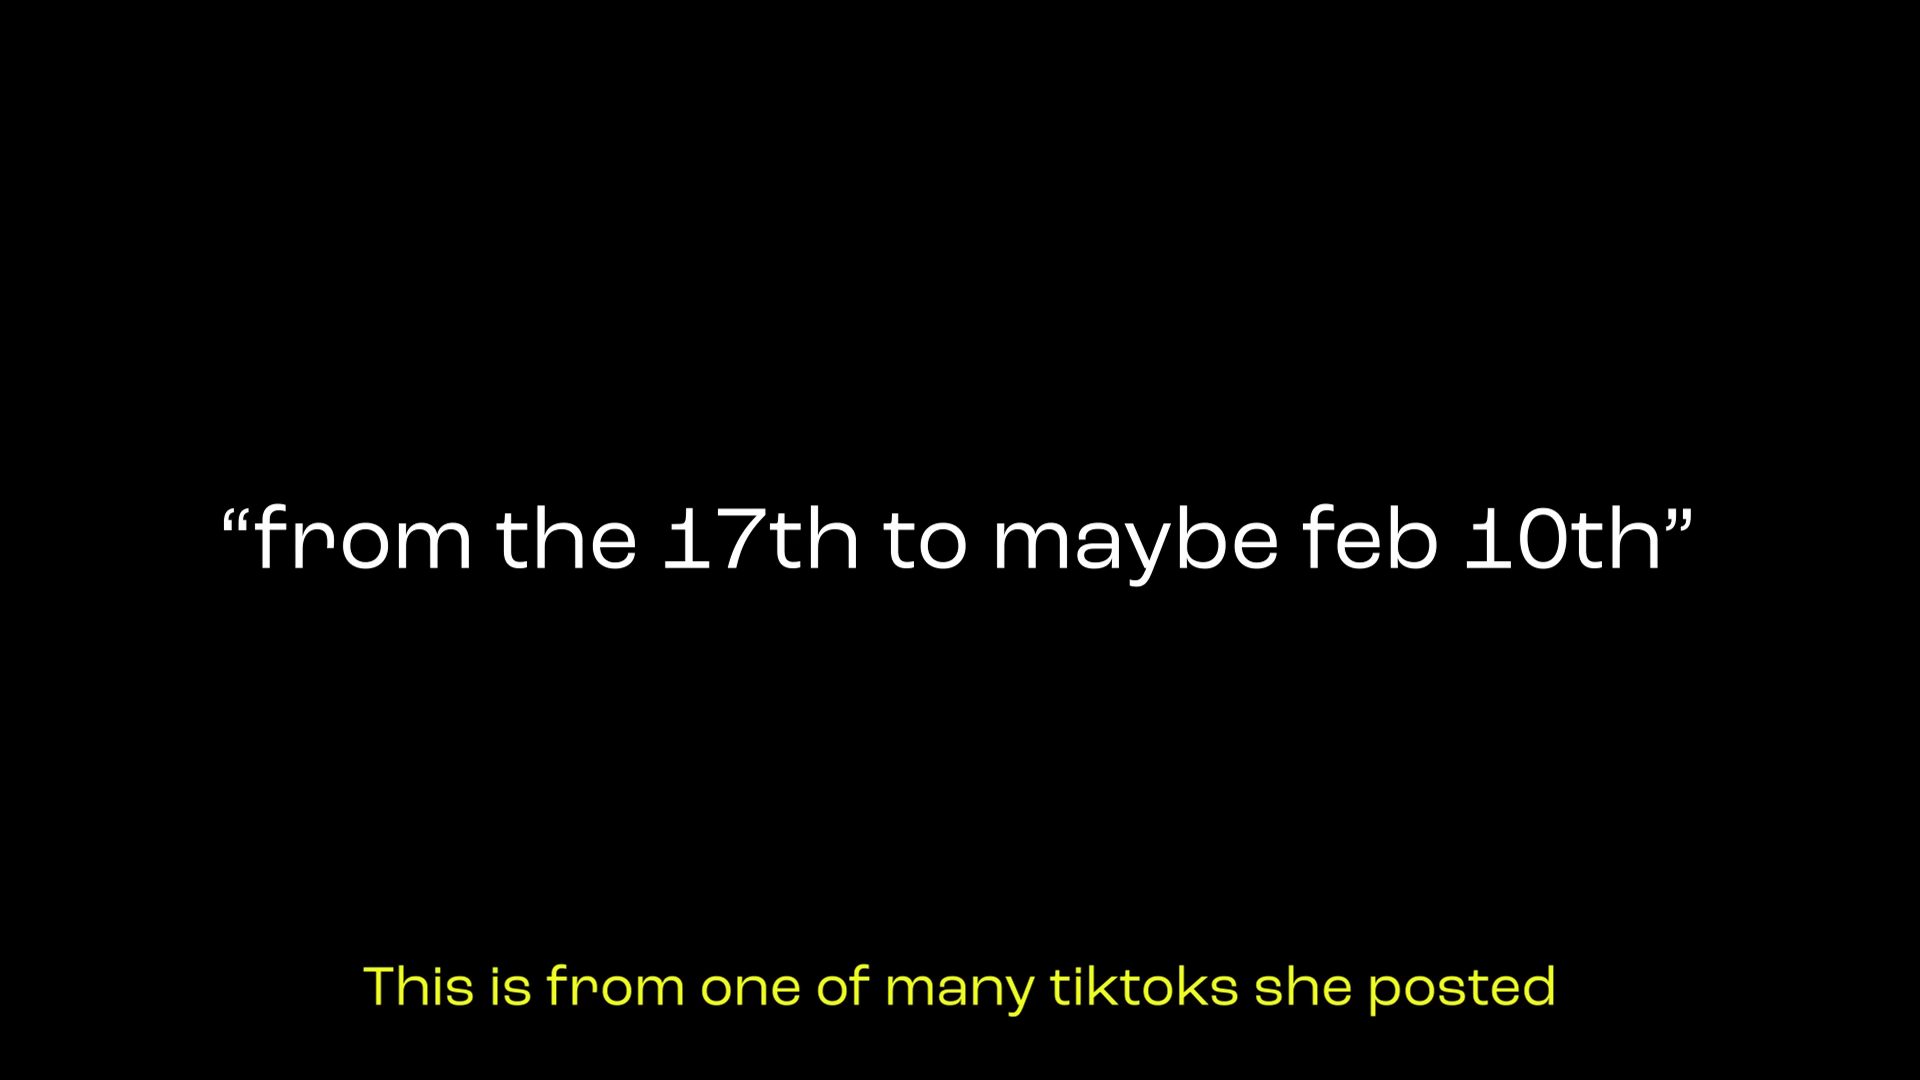 “from the 17th to maybe feb 10th”
This is from one of many tiktoks she posted